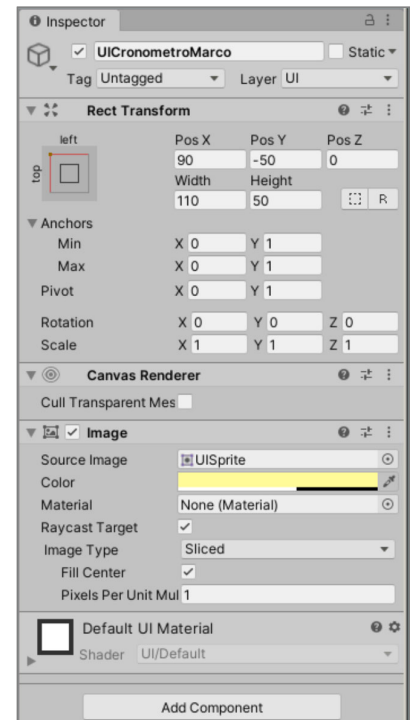 Inspector
UICronometroMarco Static
Tag Untagged Layer UI
Rect Transform
left Pos X Pos Y Pos Z
top 90 -50 0
Width Height
110 50 R
Anchors
Min X 0 Y 1
Max X 0 Y 1
Pivot X 0 Y 1
Rotation X 0 Y 0 Z 0
Scale X 1 Y 1 Z 1
Canvas Renderer
Cull Transparent Mes
Image
Source Image UISprite
Color
Material None (Material)
Raycast Target
Image Type Sliced
Fill Center
Pixels Per Unit Mul 1
Default UI Material
Shader UI/Default
Add Component